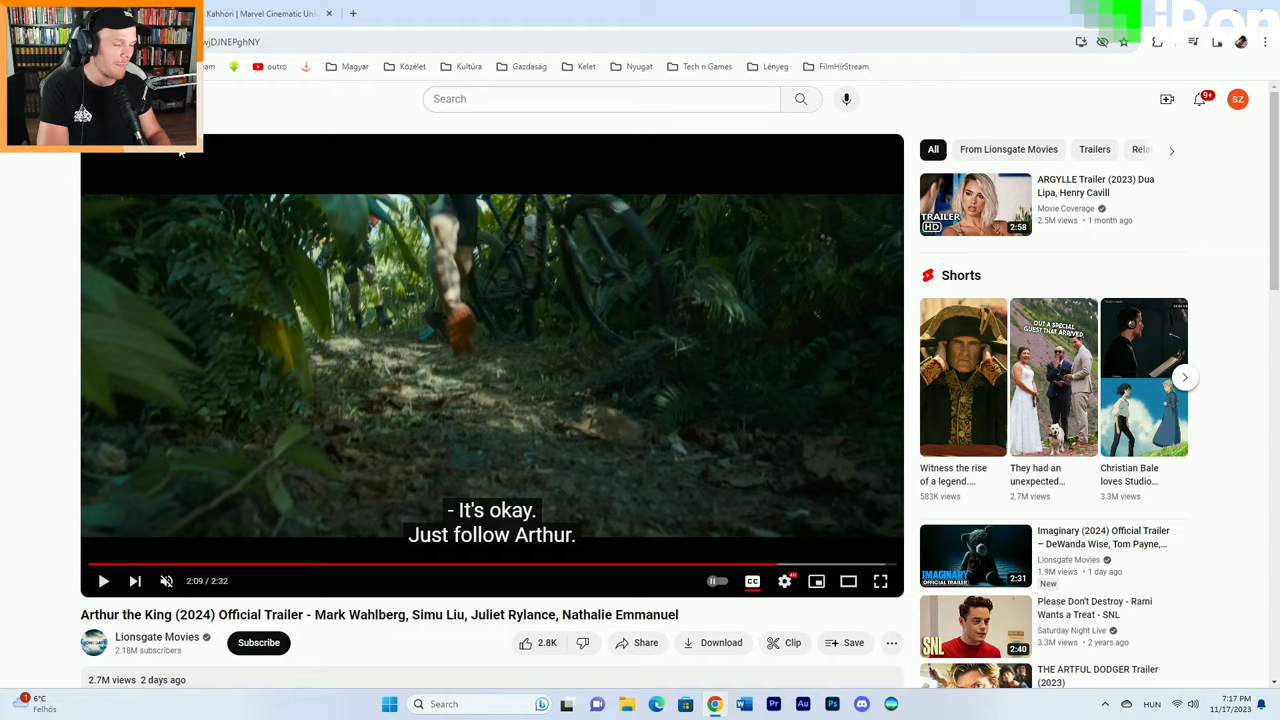 Kahhori | Marvel Cinematic Uni
wjDJNEPghNY
eam
outro
Magyar
Közélet
Kultúra
Gazdaság
Kelet
Nyugat
Tech n Games
Lényeg
FilmHírStream
Search
9+
SZ
All
From Lionsgate Movies
Trailers
Rela
ARGYLLE Trailer (2023) Dua
Lipa, Henry Cavill
Movie Coverage
2.5M views • 1 month ago
TRAILER
HD
2:58
Shorts
OUT A SPECIAL
GUEST THAT ARRIVED
Witness the rise
of a legend....
583K views
They had an
unexpected...
2.7M views
Christian Bale
loves Studio...
3.3M views
- It's okay.
Just follow Arthur.
2:09 / 2:32
CC
4K
Arthur the King (2024) Official Trailer - Mark Wahlberg, Simu Liu, Juliet Rylance, Nathalie Emmanuel
Lionsgate Movies
2.18M subscribers
Subscribe
2.8K
Share
Download
Clip
Save
2.7M views 2 days ago
IMAGINARY
OFFICIAL TRAILER
2:31
Imaginary (2024) Official Trailer
– DeWanda Wise, Tom Payne,...
Lionsgate Movies
1.9M views • 1 day ago
New
SNL
2:40
Please Don't Destroy - Rami
Wants a Treat - SNL
Saturday Night Live
3.3M views • 2 years ago
THE ARTFUL DODGER Trailer
(2023)
1
6°C
Felhős
Search
HUN
7:17 PM
11/17/2023